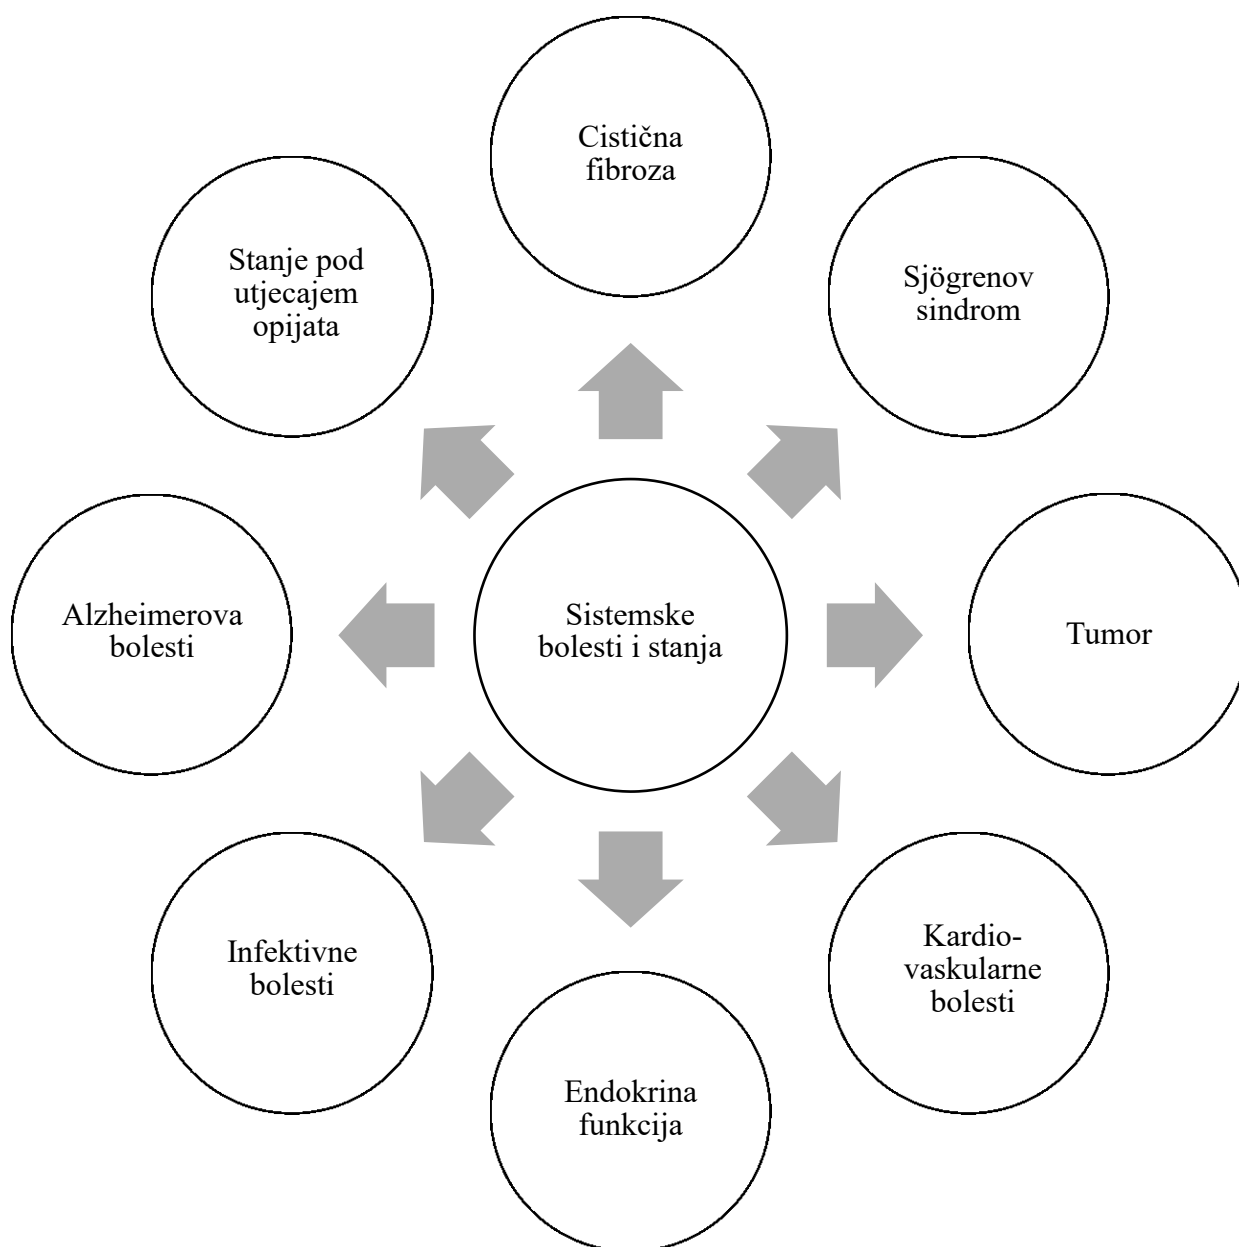 Cistična
fibroza
Stanje pod
utjecajem
opijata
Sjögrenov
sindrom
Alzheimerova
bolesti
Sistemske
bolesti i stanja
Tumor
Infektivne
bolesti
Kardio-
vaskularne
bolesti
Endokrina
funkcija